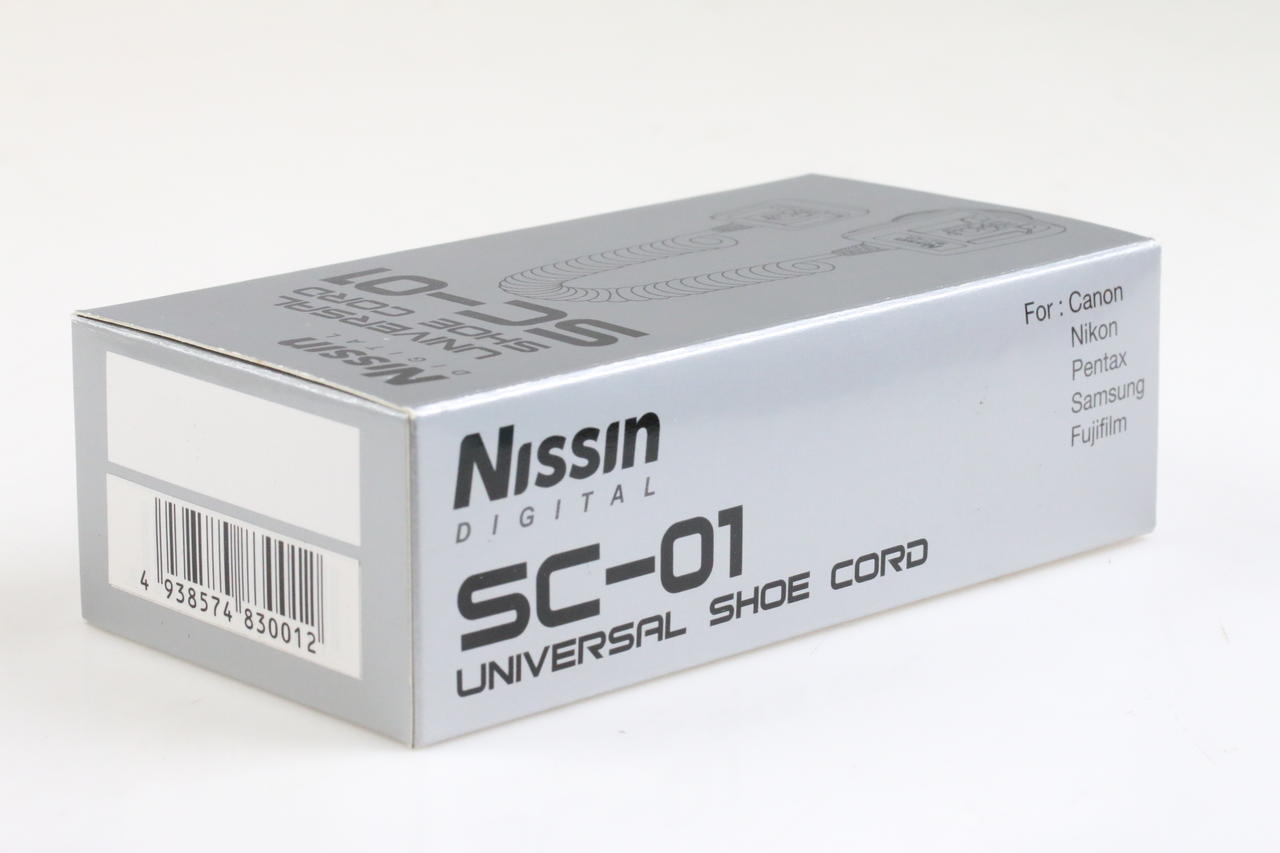 Nissin
DIGITAL
SC-01
UNIVERSAL
SHOE CORD
Nissin
DIGITAL
SC-01
UNIVERSAL SHOE CORD
For : Canon
Nikon
Pentax
Samsung
Fujifilm
4 938574 830012